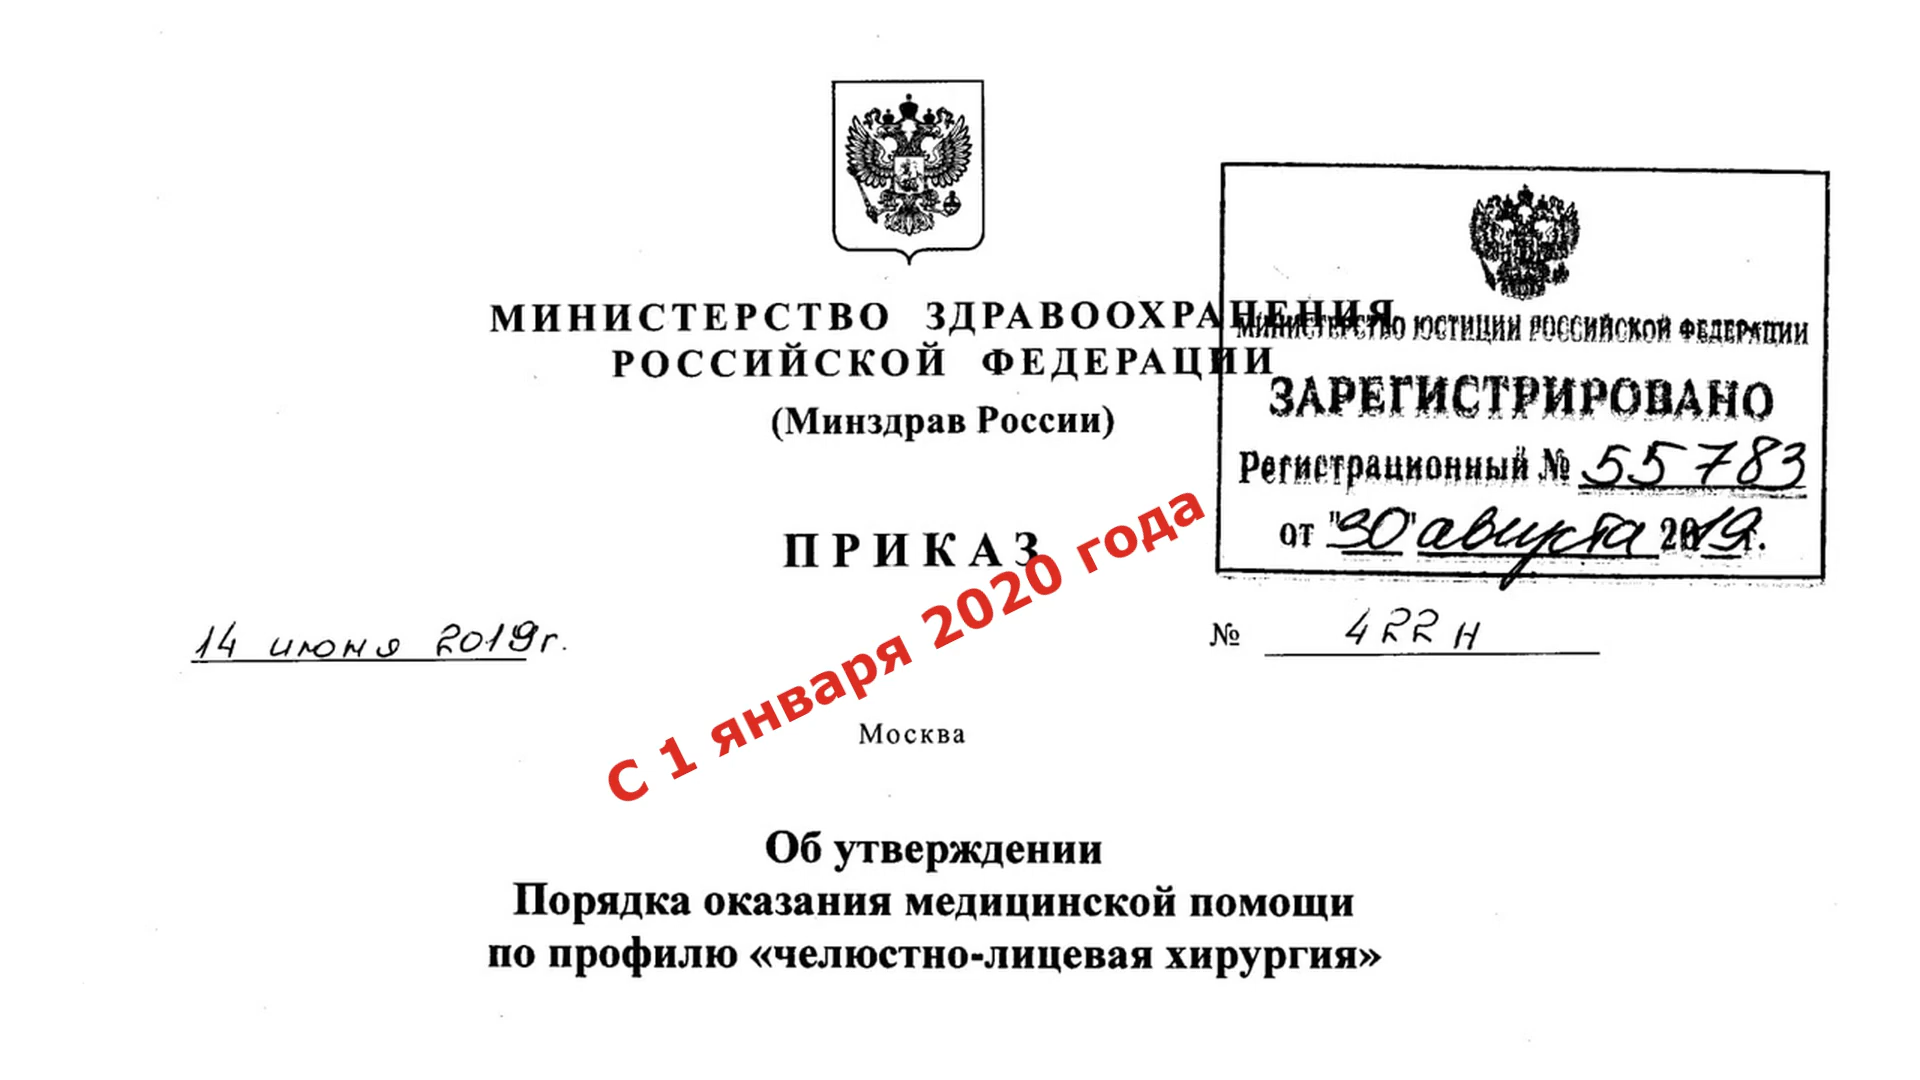 МИНИСТЕРСТВО ЗДРАВООХРАНЕНИЯ
РОССИЙСКОЙ ФЕДЕРАЦИИ
(Минздрав России)
МИНИСТЕРСТВО ЮСТИЦИИ РОССИЙСКОЙ ФЕДЕРАЦИИ
ЗАРЕГИСТРИРОВАНО
Регистрационный № 55783
от "30" августа 2019г.
ПРИКАЗ
14 июня 2019г.
№ 422н
С 1 января 2020 года
Москва
Об утверждении
Порядка оказания медицинской помощи
по профилю «челюстно-лицевая хирургия»